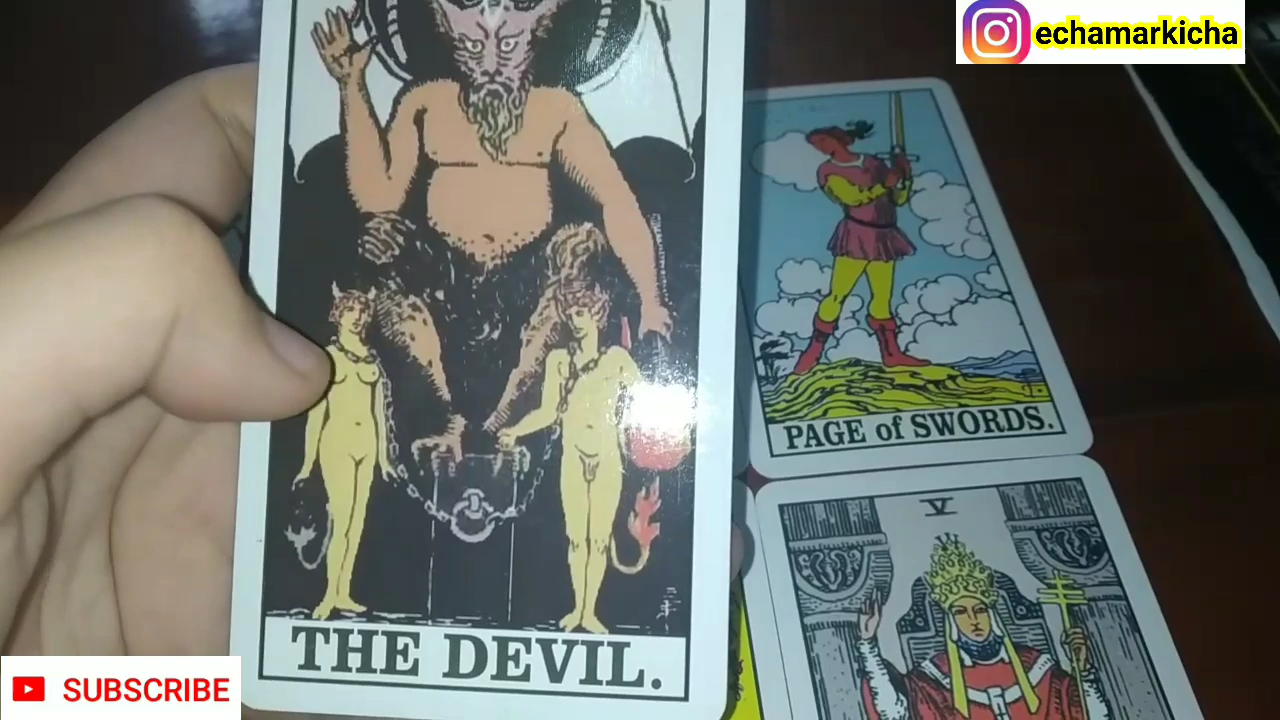 echamarkicha
PAGE of SWORDS.
V
THE DEVIL.
SUBSCRIBE